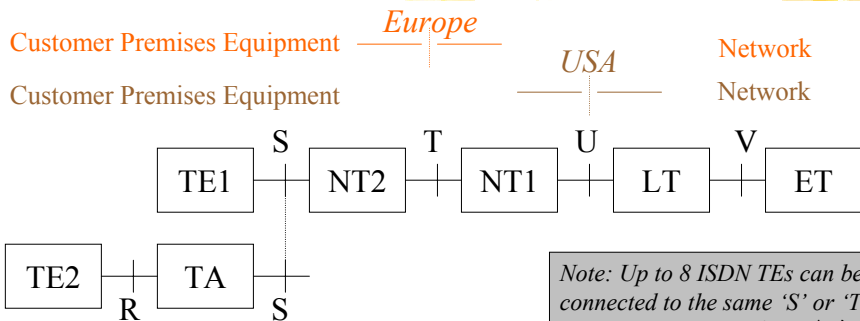 Europe
Customer Premises Equipment
Network
USA
Customer Premises Equipment
Network
S T U V
TE1 NT2 NT1 LT ET
TE2 TA
R S
Note: Up to 8 ISDN TEs can be
connected to the same ‘S’ or ‘T’